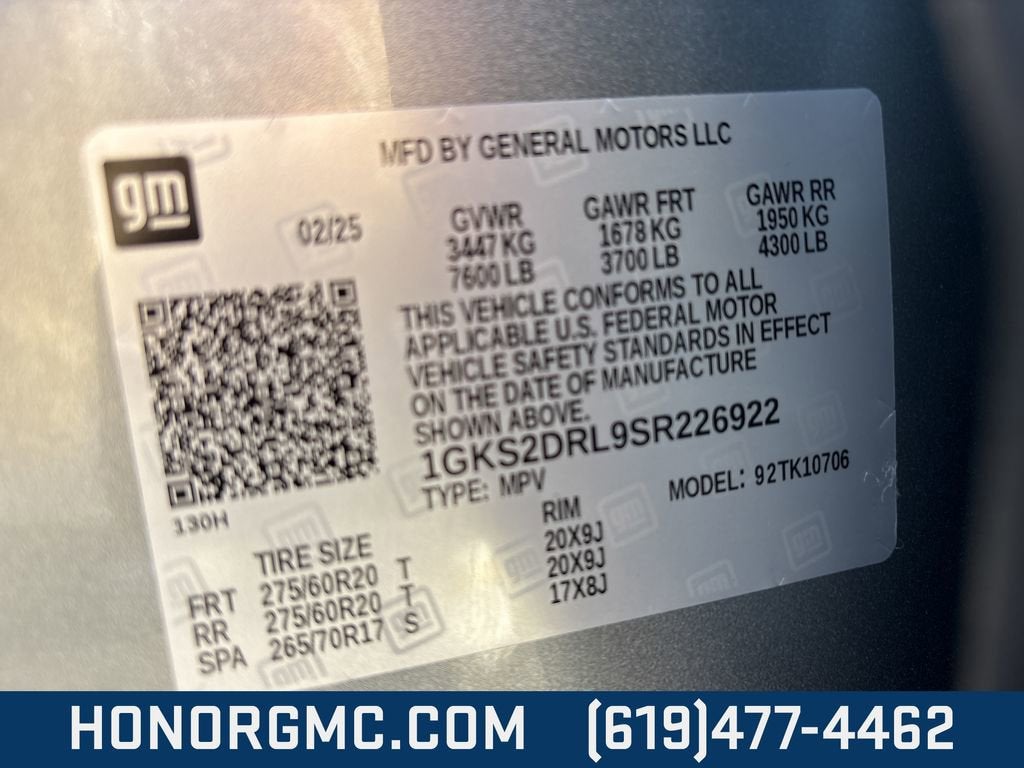 MFD BY GENERAL MOTORS LLC
gm
02/25
GVWR
3447 KG
7600 LB
GAWR FRT
1678 KG
3700 LB
GAWR RR
1950 KG
4300 LB
THIS VEHICLE CONFORMS TO ALL
APPLICABLE U.S. FEDERAL MOTOR
VEHICLE SAFETY STANDARDS IN EFFECT
ON THE DATE OF MANUFACTURE
SHOWN ABOVE.
1GKS2DRL9SR226922
TYPE: MPV
MODEL: 92TK10706
130H
TIRE SIZE RIM
FRT 275/60R20 T 20X9J
RR 275/60R20 T 20X9J
SPA 265/70R17 S 17X8J
HONORGMC.COM (619)477-4462